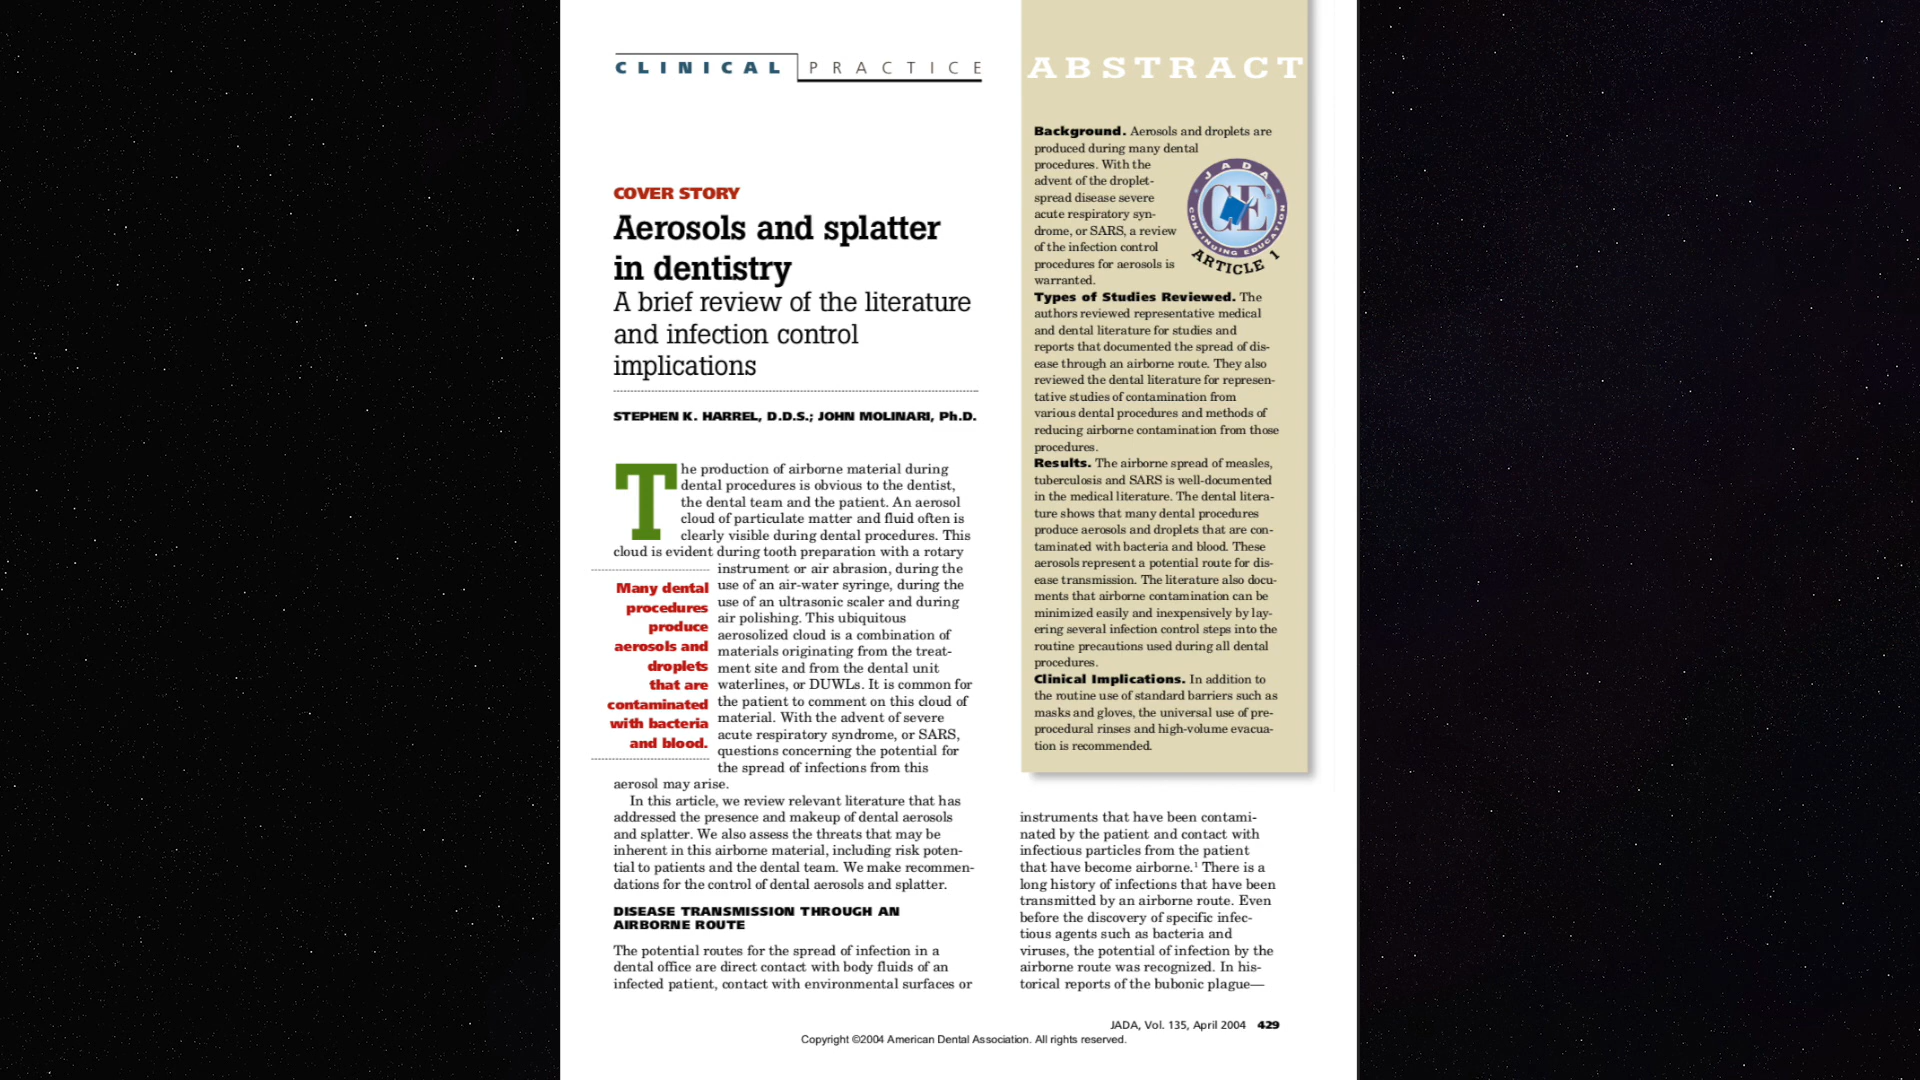 CLINICAL PRACTICE
COVER STORY
Aerosols and splatter
in dentistry
A brief review of the literature
and infection control
implications
STEPHEN K. HARREL, D.D.S.; JOHN MOLINARI, Ph.D.
The production of airborne material during
dental procedures is obvious to the dentist,
the dental team and the patient. An aerosol
cloud of particulate matter and fluid often is
clearly visible during dental procedures. This
cloud is evident during tooth preparation with a rotary
instrument or air abrasion, during the
use of an air-water syringe, during the
use of an ultrasonic scaler and during
air polishing. This ubiquitous
aerosolized cloud is a combination of
materials originating from the treat-
ment site and from the dental unit
waterlines, or DUWLs. It is common for
the patient to comment on this cloud of
material. With the advent of severe
acute respiratory syndrome, or SARS,
questions concerning the potential for
the spread of infections from this
aerosol may arise.
Many dental
procedures
produce
aerosols and
droplets
that are
contaminated
with bacteria
and blood.
In this article, we review relevant literature that has
addressed the presence and makeup of dental aerosols
and splatter. We also assess the threats that may be
inherent in this airborne material, including risk poten-
tial to patients and the dental team. We make recommen-
dations for the control of dental aerosols and splatter.
DISEASE TRANSMISSION THROUGH AN
AIRBORNE ROUTE
The potential routes for the spread of infection in a
dental office are direct contact with body fluids of an
infected patient, contact with environmental surfaces or
ABSTRACT
Background. Aerosols and droplets are
produced during many dental
procedures. With the
advent of the droplet-
spread disease severe
acute respiratory syn-
drome, or SARS, a review
of the infection control
procedures for aerosols is
warranted.
JADA
CE
CONTINUING EDUCATION
ARTICLE 1
Types of Studies Reviewed. The
authors reviewed representative medical
and dental literature for studies and
reports that documented the spread of dis-
ease through an airborne route. They also
reviewed the dental literature for represen-
tative studies of contamination from
various dental procedures and methods of
reducing airborne contamination from those
procedures.
Results. The airborne spread of measles,
tuberculosis and SARS is well-documented
in the medical literature. The dental litera-
ture shows that many dental procedures
produce aerosols and droplets that are con-
taminated with bacteria and blood. These
aerosols represent a potential route for dis-
ease transmission. The literature also docu-
ments that airborne contamination can be
minimized easily and inexpensively by lay-
ering several infection control steps into the
routine precautions used during all dental
procedures.
Clinical Implications. In addition to
the routine use of standard barriers such as
masks and gloves, the universal use of pre-
procedural rinses and high-volume evacua-
tion is recommended.
instruments that have been contami-
nated by the patient and contact with
infectious particles from the patient
that have become airborne.¹ There is a
long history of infections that have been
transmitted by an airborne route. Even
before the discovery of specific infec-
tious agents such as bacteria and
viruses, the potential of infection by the
airborne route was recognized. In his-
torical reports of the bubonic plague—
JADA, Vol. 135, April 2004 429
Copyright ©2004 American Dental Association. All rights reserved.